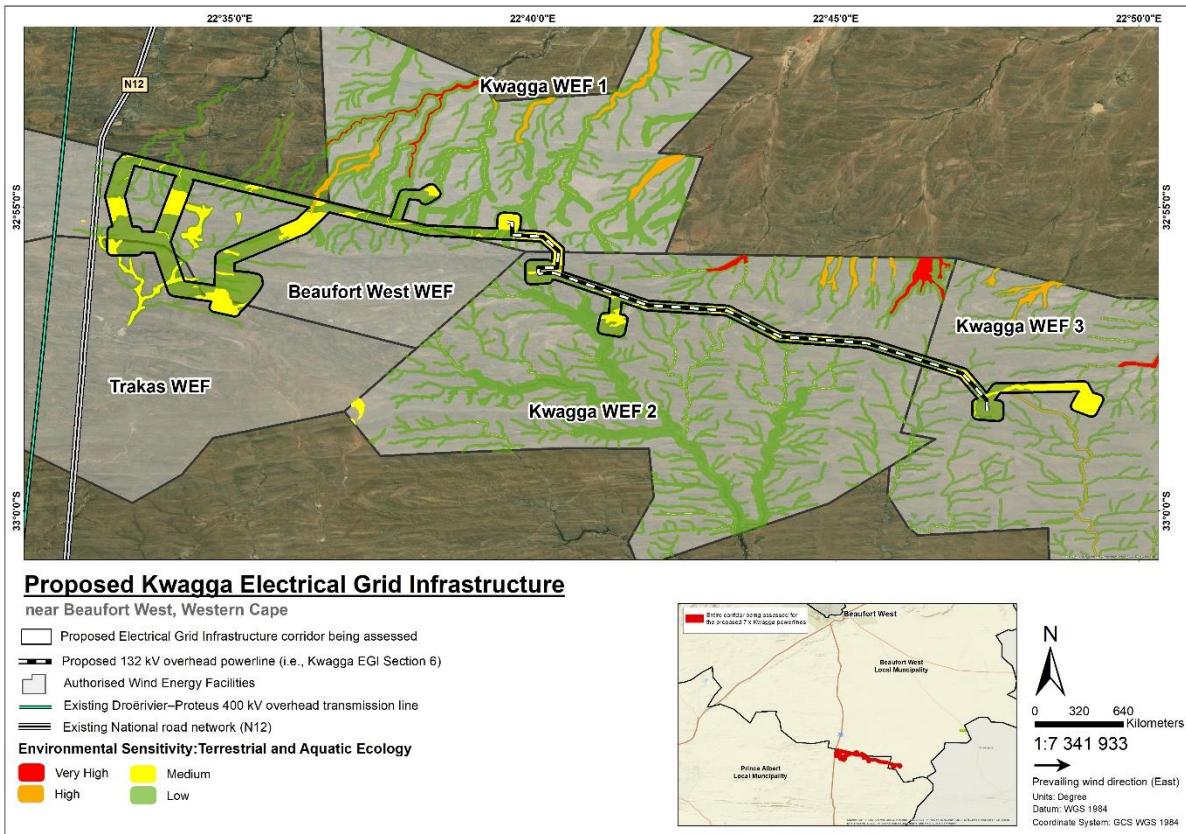 22°35'0"E 22°40'0"E 22°45'0"E 22°50'0"E
N12
Kwagga WEF 1
32°55'0"S
32°55'0"S
Beaufort West WEF
Kwagga WEF 3
Trakas WEF
Kwagga WEF 2
33°0'0"S
33°0'0"S
Proposed Kwagga Electrical Grid Infrastructure
near Beaufort West, Western Cape
Proposed Electrical Grid Infrastructure corridor being assessed
Proposed 132 kV overhead powerline (i.e., Kwagga EGI Section 6)
Authorised Wind Energy Facilities
Existing Droërivier–Proteus 400 kV overhead transmission line
Existing National road network (N12)
Environmental Sensitivity:Terrestrial and Aquatic Ecology
Very High
Medium
High
Low
Entire corridor being assessed for
the proposed 7 x Kwagga powerlines
Beaufort West
Beaufort West
Local Municipality
Prince Albert
Local Municipality
N
0 320 640
Kilometers
1:7 341 933
Prevailing wind direction (East)
Units: Degree
Datum: WGS 1984
Coordinate System: GCS WGS 1984